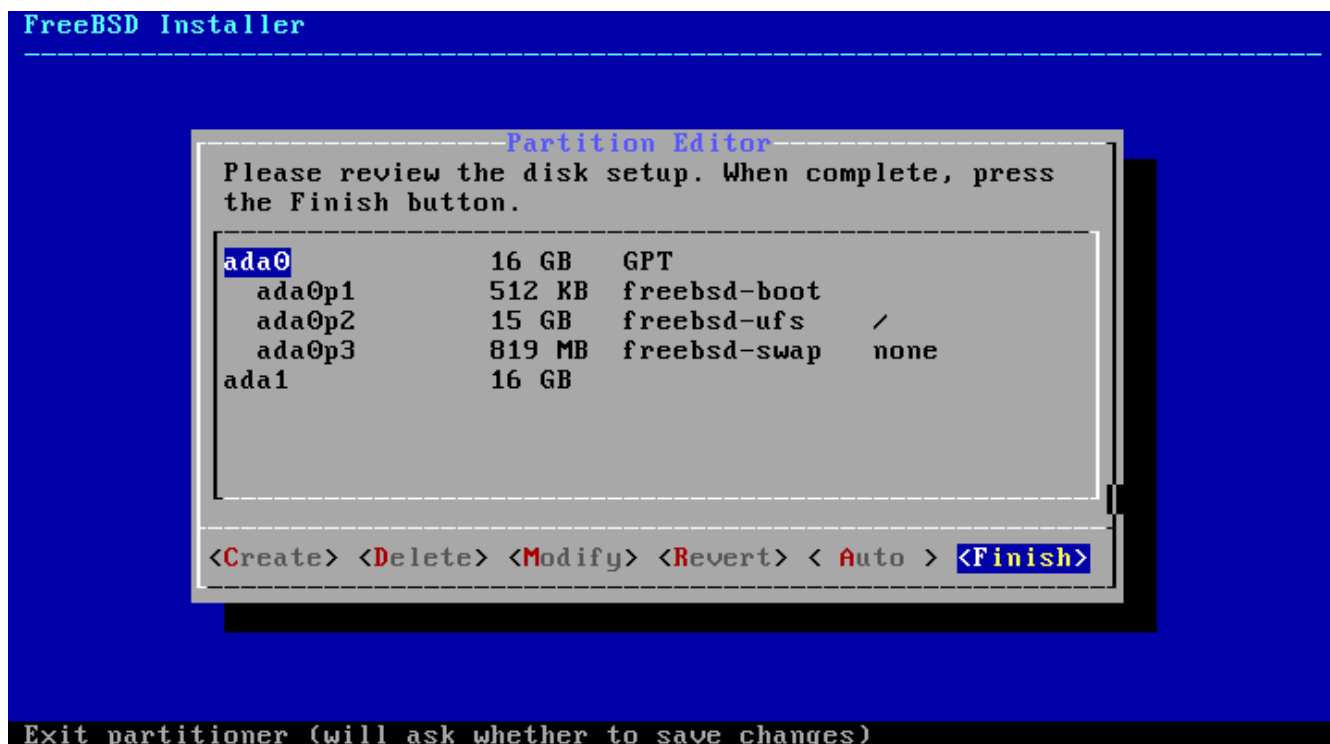 FreeBSD Installer
Partition Editor
Please review the disk setup. When complete, press
the Finish button.
ada0 16 GB GPT
ada0p1 512 KB freebsd-boot
ada0p2 15 GB freebsd-ufs /
ada0p3 819 MB freebsd-swap none
ada1 16 GB
<Create> <Delete> <Modify> <Revert> < Auto > <Finish>
Exit partitioner (will ask whether to save changes)